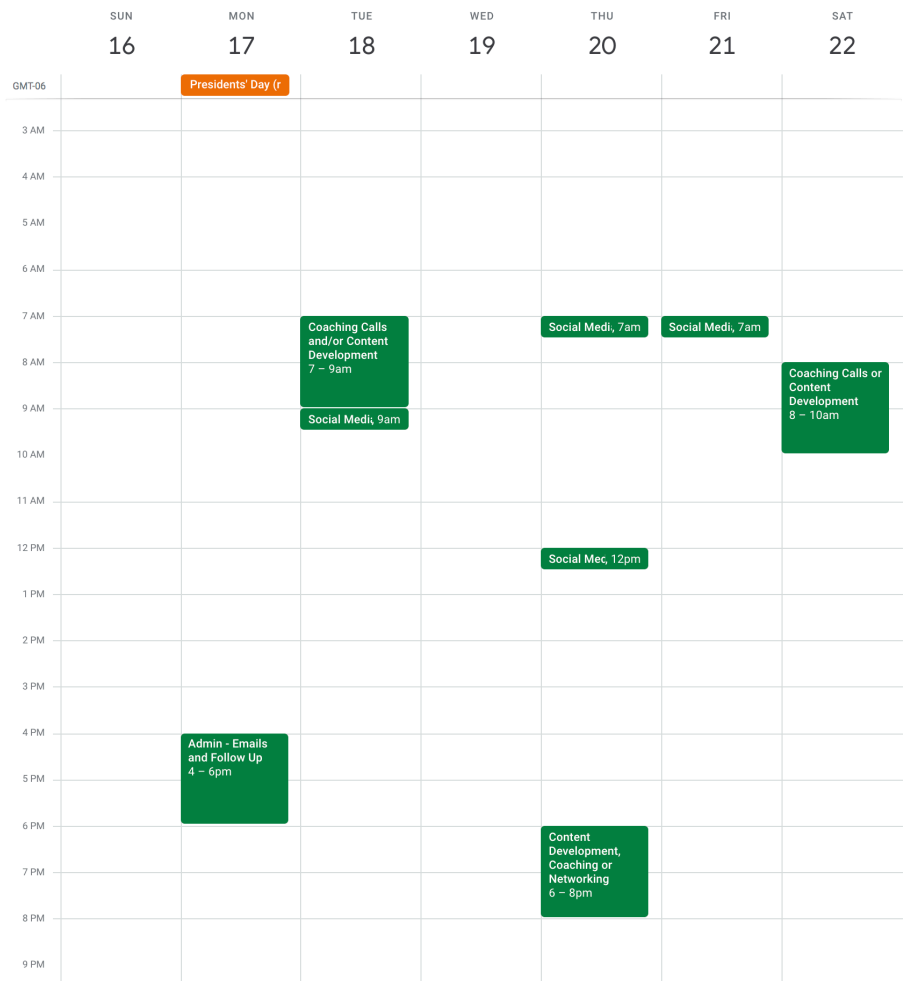 SUN MON TUE WED THU FRI SAT
16 17 18 19 20 21 22
GMT-06
Presidents' Day (r
3 AM
4 AM
5 AM
6 AM
7 AM
Coaching Calls
and/or Content
Development
7 – 9am
Social Medi, 7am
Social Medi, 7am
8 AM
Coaching Calls or
Content
Development
8 – 10am
9 AM
Social Medi, 9am
10 AM
11 AM
12 PM
Social Mec, 12pm
1 PM
2 PM
3 PM
4 PM
Admin - Emails
and Follow Up
4 – 6pm
5 PM
6 PM
Content
Development,
Coaching or
Networking
6 – 8pm
7 PM
8 PM
9 PM